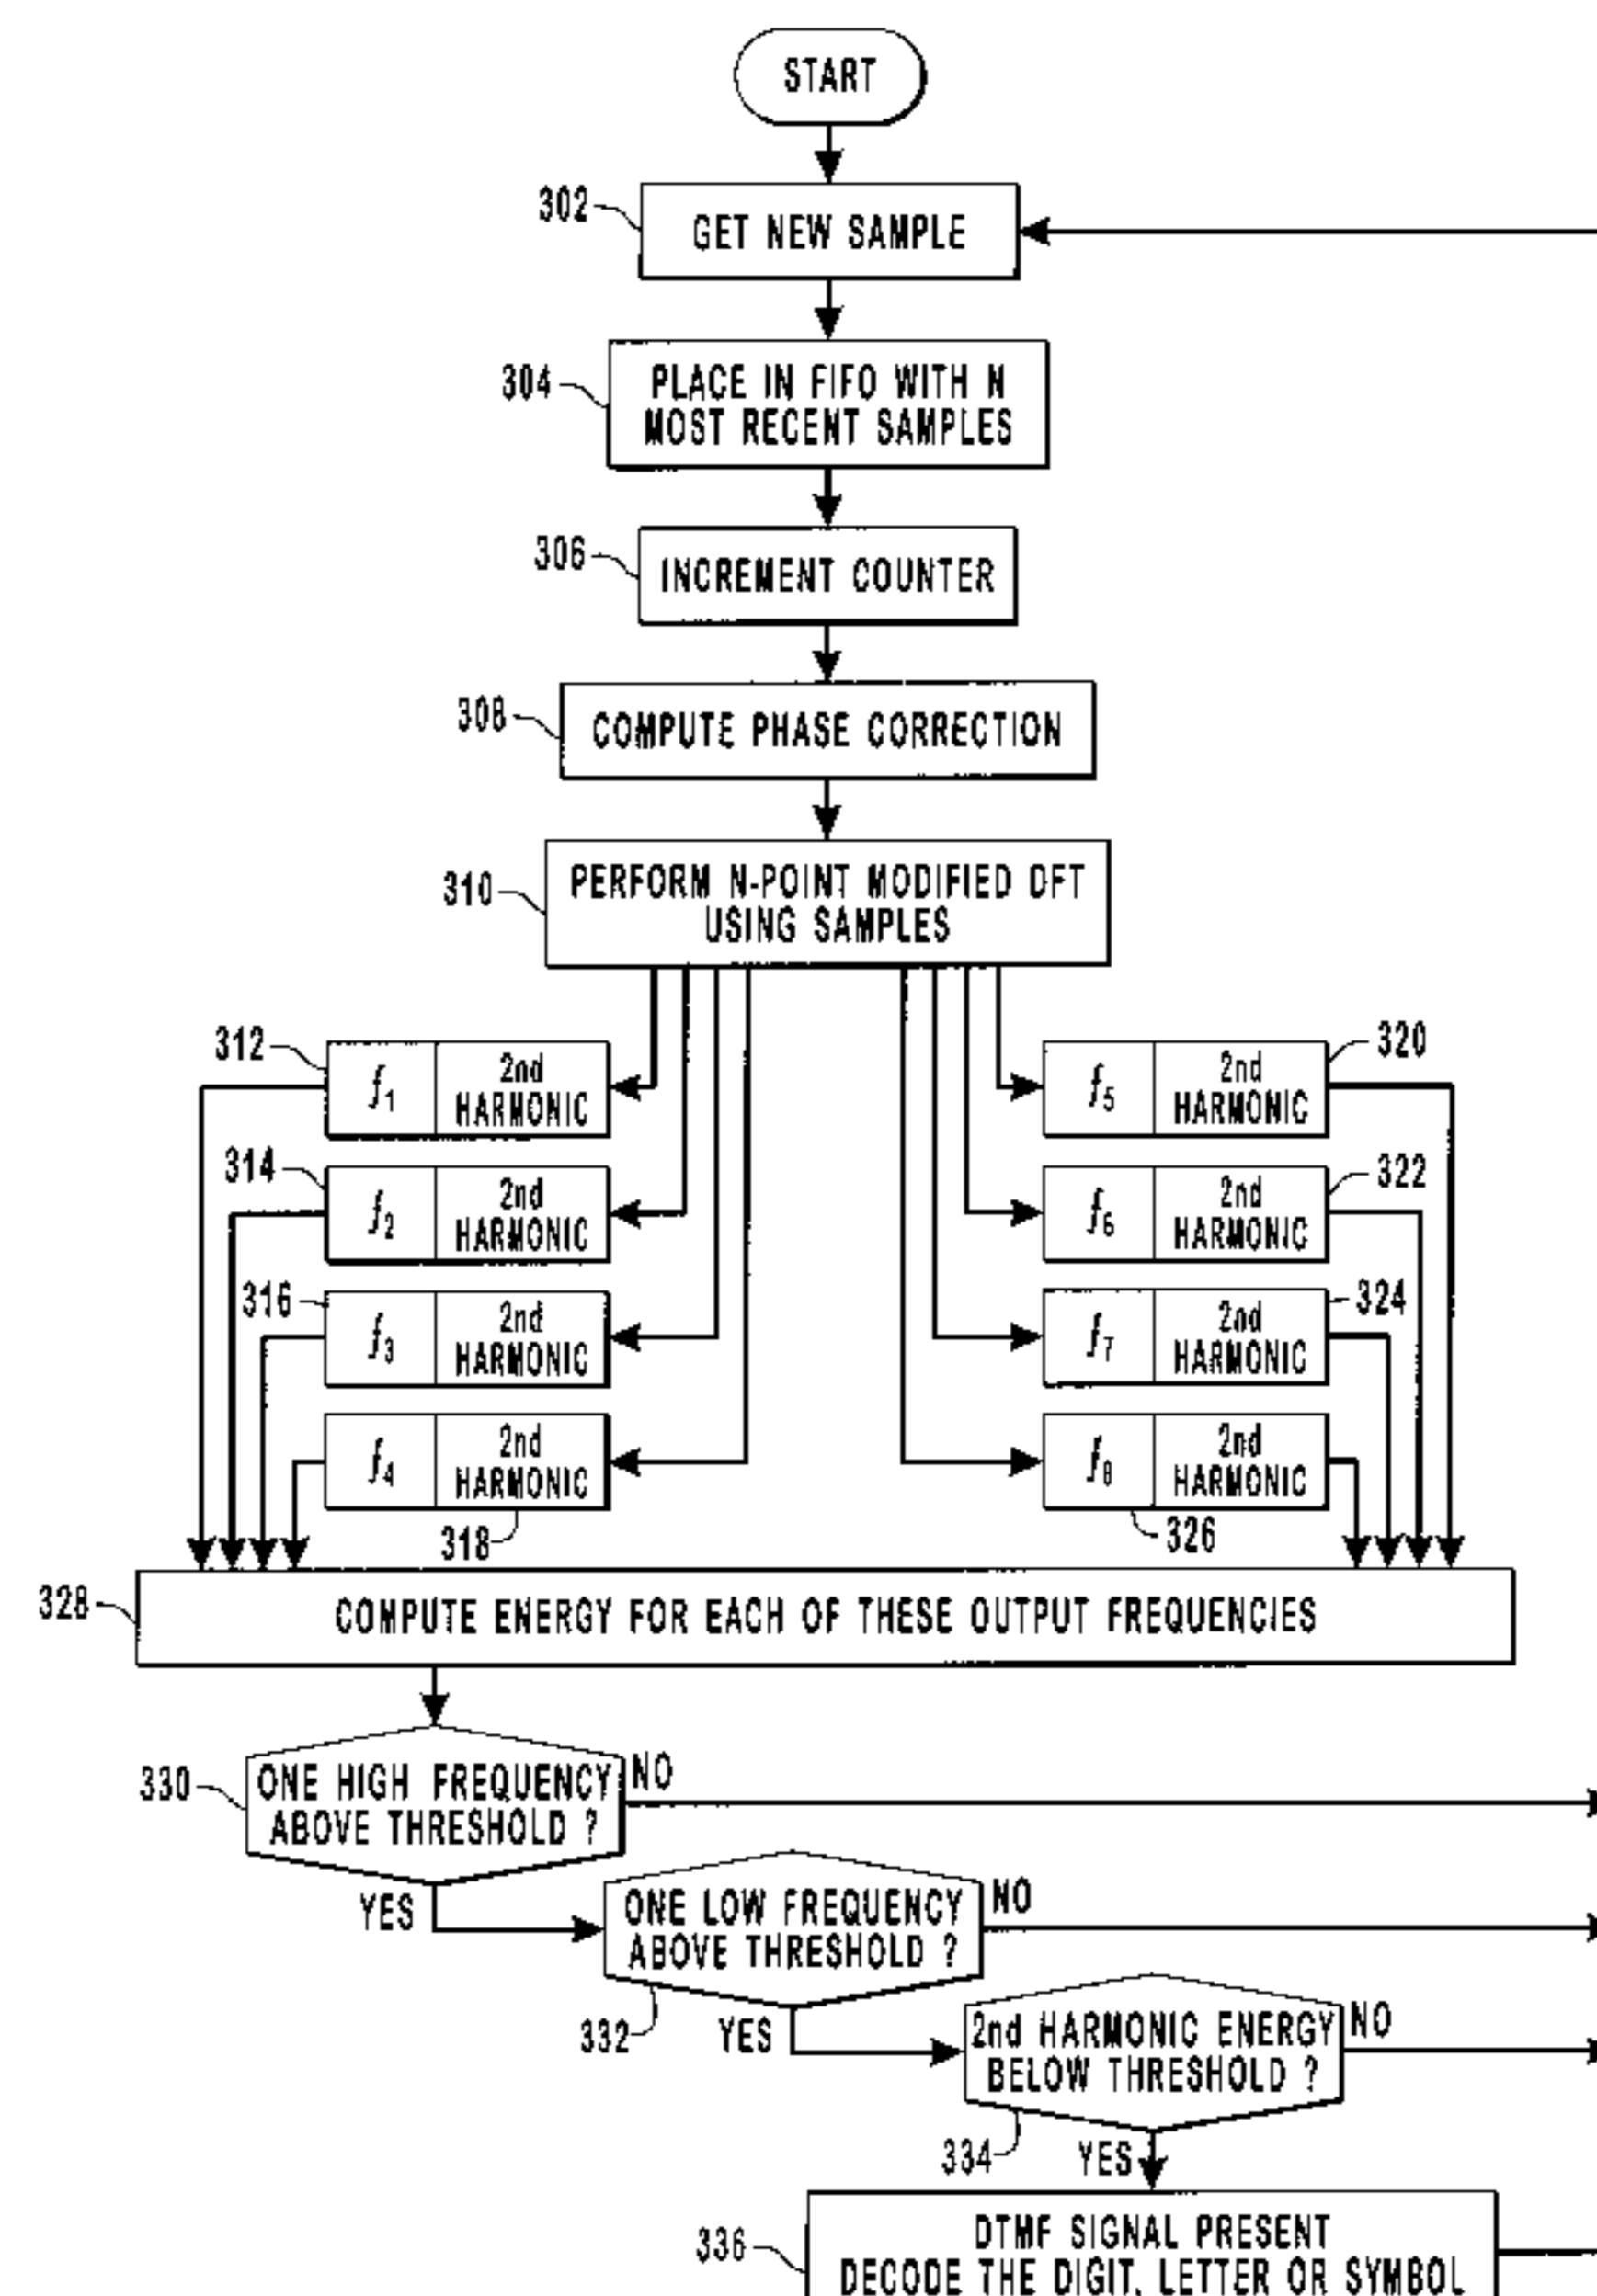 START
302
GET NEW SAMPLE
304
PLACE IN FIFO WITH N
MOST RECENT SAMPLES
306
INCREMENT COUNTER
308
COMPUTE PHASE CORRECTION
310
PERFORM N-POINT MODIFIED DFT
USING SAMPLES
312
f1
2nd
HARMONIC
314
f2
2nd
HARMONIC
316
f3
2nd
HARMONIC
f4
2nd
HARMONIC
318
320
f5
2nd
HARMONIC
322
f6
2nd
HARMONIC
324
f7
2nd
HARMONIC
f8
2nd
HARMONIC
326
328
COMPUTE ENERGY FOR EACH OF THESE OUTPUT FREQUENCIES
330
ONE HIGH FREQUENCY
ABOVE THRESHOLD ?
NO
YES
ONE LOW FREQUENCY
ABOVE THRESHOLD ?
NO
332
YES
2nd HARMONIC ENERGY
BELOW THRESHOLD ?
NO
334
YES
336
DTMF SIGNAL PRESENT
DECODE THE DIGIT, LETTER OR SYMBOL